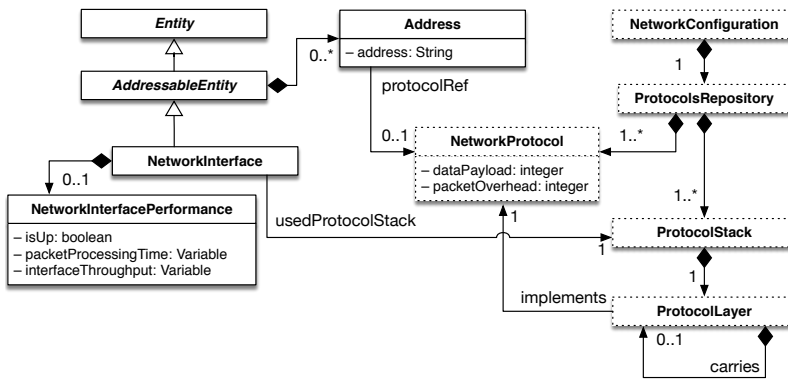 Entity
Address
– address: String
NetworkConfiguration
0..*
AddressableEntity
1
protocolRef
ProtocolsRepository
0..1
NetworkProtocol
1..*
NetworkInterface
– dataPayload: integer
– packetOverhead: integer
0..1
NetworkInterfacePerformance
– isUp: boolean
– packetProcessingTime: Variable
– interfaceThroughput: Variable
1..*
1
usedProtocolStack
ProtocolStack
1
1
implements
ProtocolLayer
0..1
carries